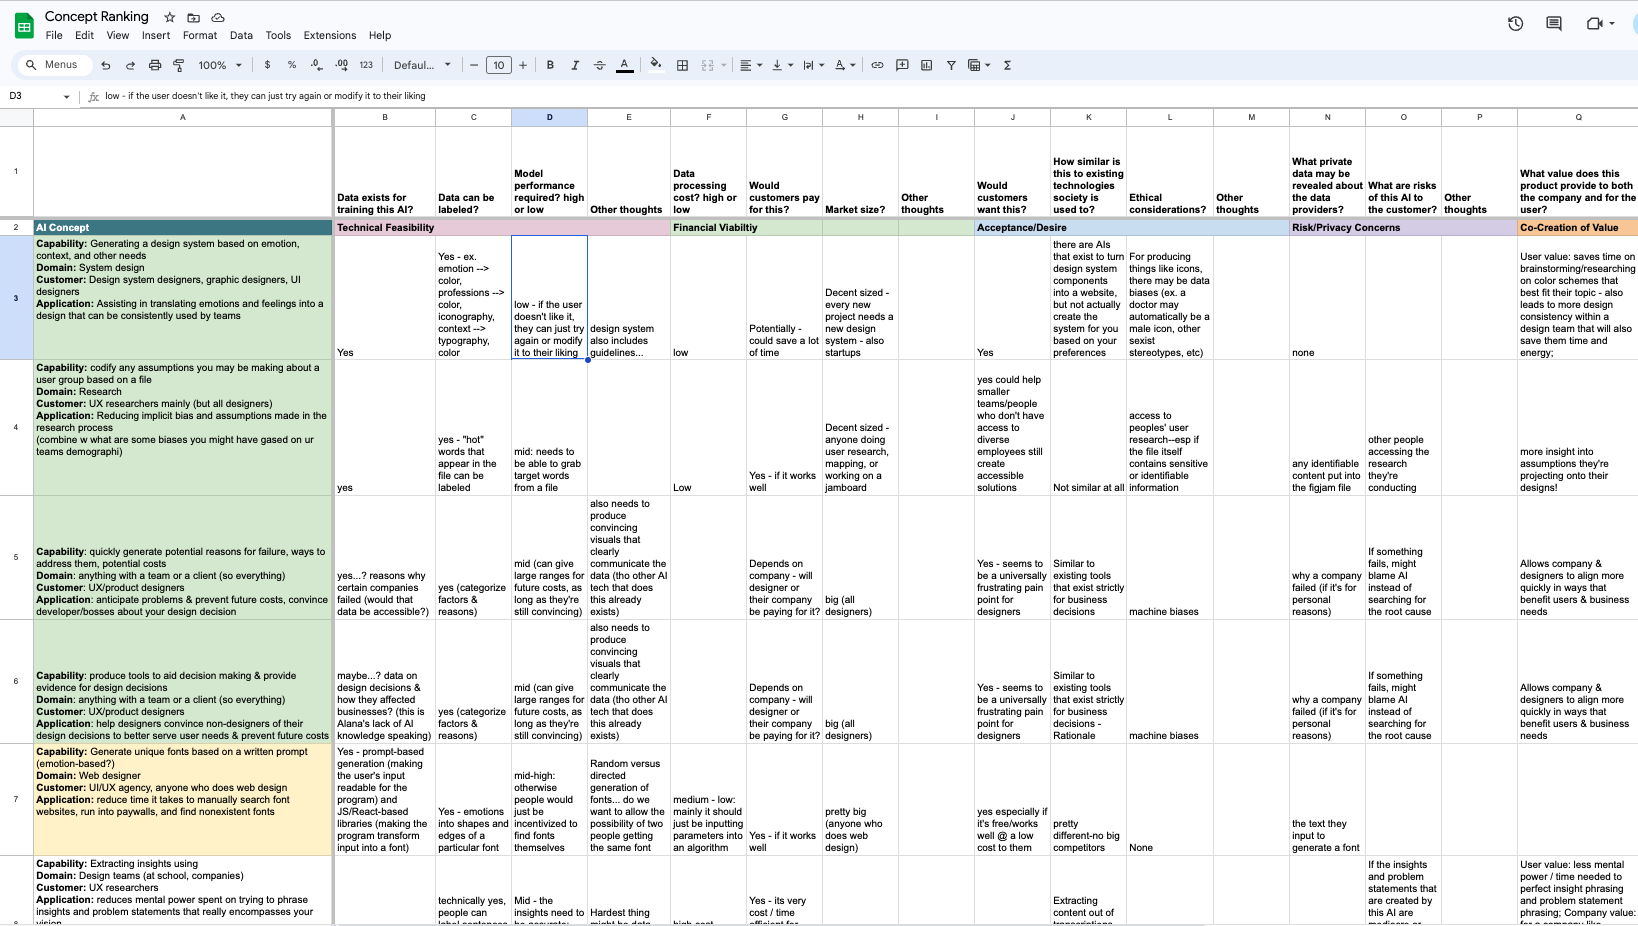 Concept Ranking
File Edit View Insert Format Data Tools Extensions Help
Menus 100% $ % .0 .00 123 Defaul... 10 B I A
D3 fx low - if the user doesn't like it, they can just try again or modify it to their liking
A B C D E F G H I J K L M N O P Q
1
Data exists for
training this AI?
Data can be
labeled?
Model
performance
required? high
or low
Other thoughts
Data
processing
cost? high or
low
Would
customers pay
for this?
Market size?
Other
thoughts
Would
customers
want this?
How similar is
this to existing
technologies
society is
used to?
Ethical
considerations?
Other
thoughts
What private
data may be
revealed about
the data
providers?
What are risks
of this AI to
the customer?
Other
thoughts
What value does this
product provide to both
the company and for the
user?
2 AI Concept Technical Feasibility Financial Viabiltiy Acceptance/Desire Risk/Privacy Concerns Co-Creation of Value
3
Capability: Generating a design system based on emotion,
context, and other needs
Domain: System design
Customer: Design system designers, graphic designers, UI
designers
Application: Assisting in translating emotions and feelings into a
design that can be consistently used by teams
Yes
Yes - ex.
emotion -->
color,
professions -->
color,
iconography,
context -->
typography,
color
low - if the user
doesn't like it,
they can just try
again or modify
it to their liking
design system
also includes
guidelines...
low
Potentially -
could save a lot
of time
Decent sized -
every new
project needs a
new design
system - also
startups
Yes
there are AIs
that exist to turn
design system
components
into a website,
but not actually
create the
system for you
based on your
preferences
For producing
things like icons,
there may be data
biases (ex. a
doctor may
automatically be a
male icon, other
sexist
stereotypes, etc)
none
User value: saves time on
brainstorming/researching
on color schemes that
best fit their topic - also
leads to more design
consistency within a
design team that will also
save them time and
energy;
4
Capability: codify any assumptions you may be making about a
user group based on a file
Domain: Research
Customer: UX researchers mainly (but all designers)
Application: Reducing implicit bias and assumptions made in the
research process
(combine w what are some biases you might have gased on ur
teams demographi)
yes
yes - "hot"
words that
appear in the
file can be
labeled
mid: needs to
be able to grab
target words
from a file
Low
Yes - if it works
well
Decent sized -
anyone doing
user research,
mapping, or
working on a
jamboard
yes could help
smaller
teams/people
who don't have
access to
diverse
employees still
create
accessible
solutions
Not similar at all
access to
peoples' user
research--esp if
the file itself
contains sensitive
or identifiable
information
any identifiable
content put into
the figjam file
other people
accessing the
research
they're
conducting
more insight into
assumptions they're
projecting onto their
designs!
5
Capability: quickly generate potential reasons for failure, ways to
address them, potential costs
Domain: anything with a team or a client (so everything)
Customer: UX/product designers
Application: anticipate problems & prevent future costs, convince
developer/bosses about your design decision
yes...? reasons why
certain companies
failed (would that
data be accessible?)
yes (categorize
factors &
reasons)
mid (can give
large ranges for
future costs, as
long as they're
still convincing)
also needs to
produce
convincing
visuals that
clearly
communicate the
data (tho other AI
tech that does
this already
exists)
Depends on
company - will
designer or
their company
be paying for it?
big (all
designers)
Yes - seems to
be a universally
frustrating pain
point for
designers
Similar to
existing tools
that exist strictly
for business
decisions
machine biases
why a company
failed (if it's for
personal
reasons)
If something
fails, might
blame AI
instead of
searching for
the root cause
Allows company &
designers to align more
quickly in ways that
benefit users & business
needs
6
Capability: produce tools to aid decision making & provide
evidence for design decisions
Domain: anything with a team or a client (so everything)
Customer: UX/product designers
Application: help designers convince non-designers of their
design decisions to better serve user needs & prevent future costs
maybe...? data on
design decisions &
how they affected
businesses? (this is
Alana's lack of AI
knowledge speaking)
yes (categorize
factors &
reasons)
mid (can give
large ranges for
future costs, as
long as they're
still convincing)
also needs to
produce
convincing
visuals that
clearly
communicate the
data (tho other AI
tech that does
this already
exists)
Depends on
company - will
designer or
their company
be paying for it?
big (all
designers)
Yes - seems to
be a universally
frustrating pain
point for
designers
Similar to
existing tools
that exist strictly
for business
decisions -
Rationale
machine biases
why a company
failed (if it's for
personal
reasons)
If something
fails, might
blame AI
instead of
searching for
the root cause
Allows company &
designers to align more
quickly in ways that
benefit users & business
needs
7
Capability: Generate unique fonts based on a written prompt
(emotion-based?)
Domain: Web designer
Customer: UI/UX agency, anyone who does web design
Application: reduce time it takes to manually search font
websites, run into paywalls, and find nonexistent fonts
Yes - prompt-based
generation (making
the user's input
readable for the
program) and
JS/React-based
libraries (making the
program transform
input into a font)
Yes - emotions
into shapes and
edges of a
particular font
mid-high:
otherwise
people would
just be
incentivized to
find fonts
themselves
Random versus
directed
generation of
fonts... do we
want to allow the
possibility of two
people getting
the same font
medium - low:
mainly it should
just be inputting
parameters into
an algorithm
Yes - if it works
well
pretty big
(anyone who
does web
design)
yes especially if
it's free/works
well @ a low
cost to them
pretty
different-no big
competitors
None
the text they
input to
generate a font
Capability: Extracting insights using
Domain: Design teams (at school, companies)
Customer: UX researchers
Application: reduces mental power spent on trying to phrase
insights and problem statements that really encompasses your
technically yes,
people can
Mid - the
insights need to
Hardest thing
Yes - its very
cost / time
Extracting
content out of
If the insights
and problem
statements that
are created by
this AI are
User value: less mental
power / time needed to
perfect insight phrasing
and problem statement
phrasing; Company value: